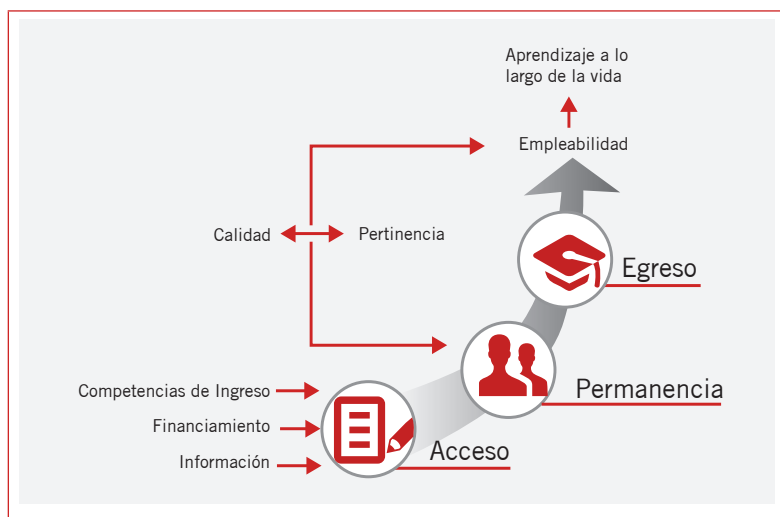 Aprendizaje a lo
largo de la vida
Empleabilidad
Calidad
Pertinencia
Egreso
Permanencia
Competencias de Ingreso
Financiamiento
Acceso
Información